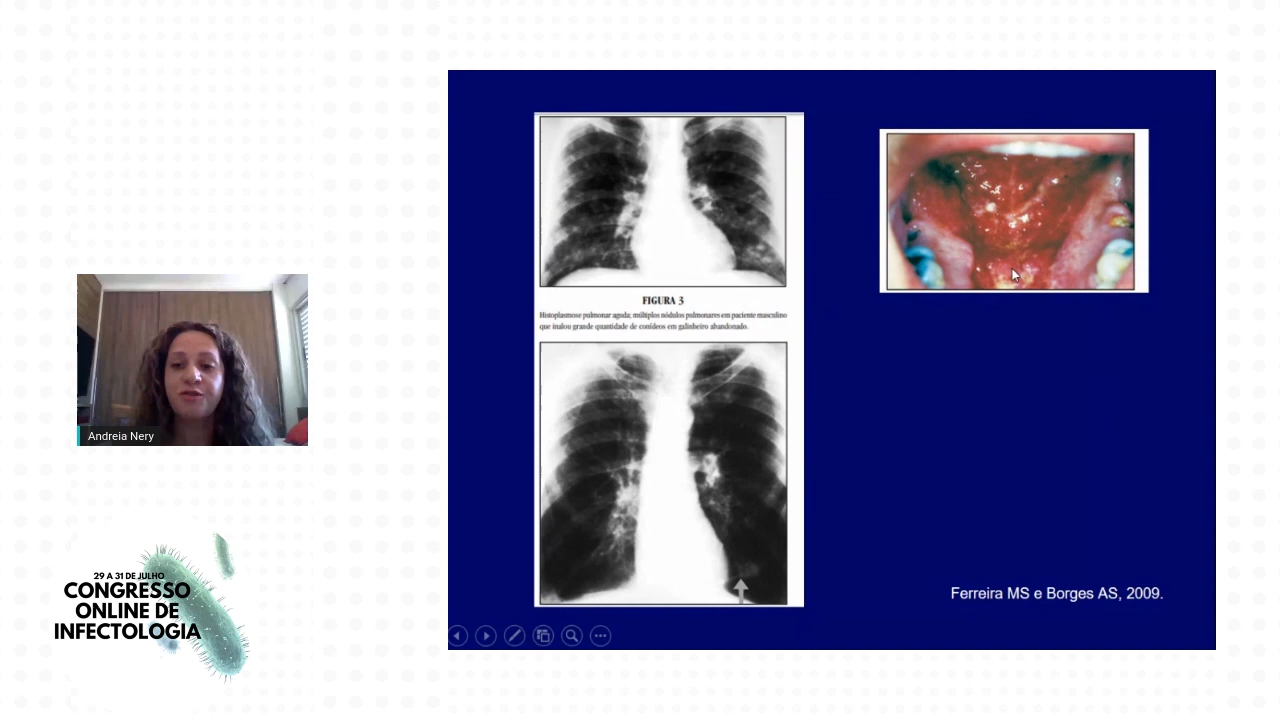 FIGURA 3
Histoplasmose pulmonar aguda; múltiplos nódulos pulmonares em paciente masculino
que inalou grande quantidade de conídeos em galinheiro abandonado.
Andreia Nery
29 A 31 DE JULHO
CONGRESSO
ONLINE DE
INFECTOLOGIA
Ferreira MS e Borges AS, 2009.